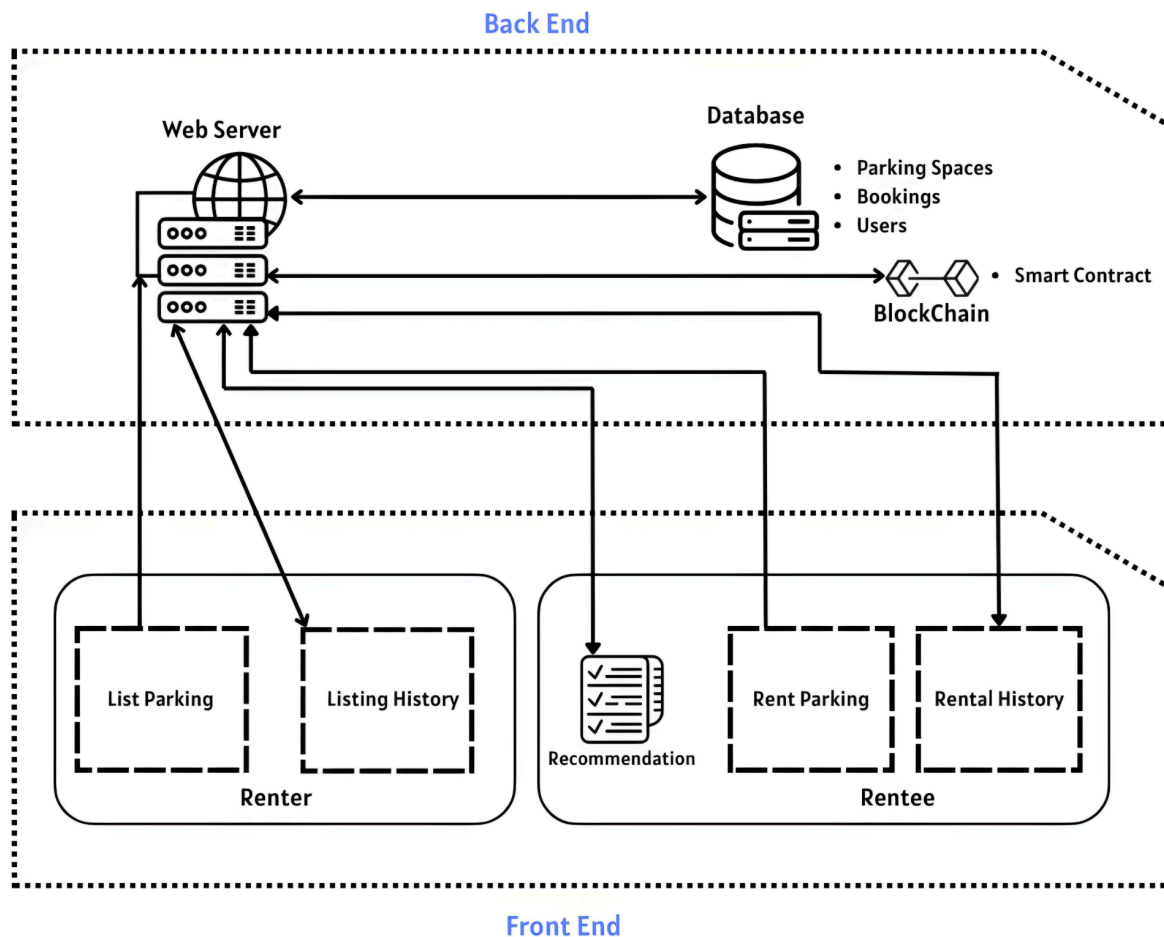 Back End
Web Server
Database
• Parking Spaces
• Bookings
• Users
• Smart Contract
BlockChain
List Parking
Listing History
Recommendation
Rent Parking
Rental History
Renter
Rentee
Front End